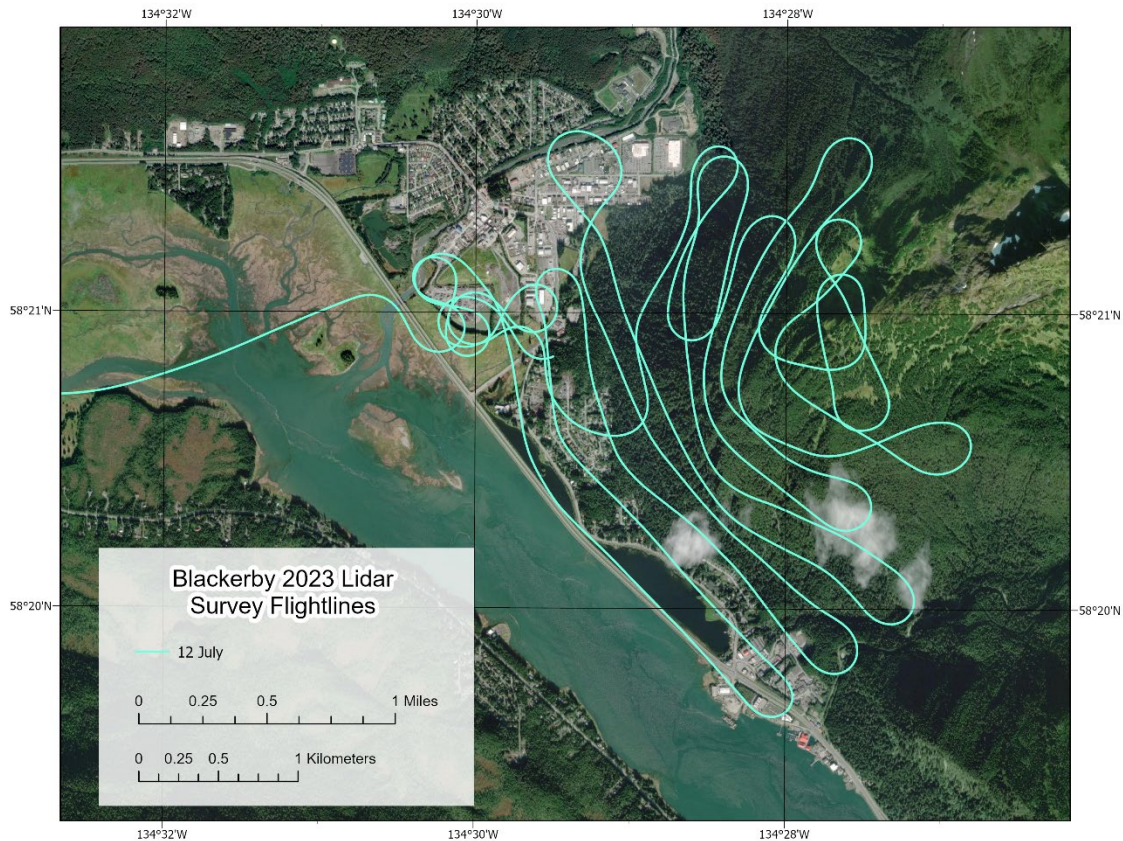 134°32'W 134°30'W 134°28'W
58°21'N 58°21'N
58°20'N 58°20'N
Blackerby 2023 Lidar
Survey Flightlines
12 July
0 0.25 0.5 1 Miles
0 0.25 0.5 1 Kilometers
134°32'W 134°30'W 134°28'W